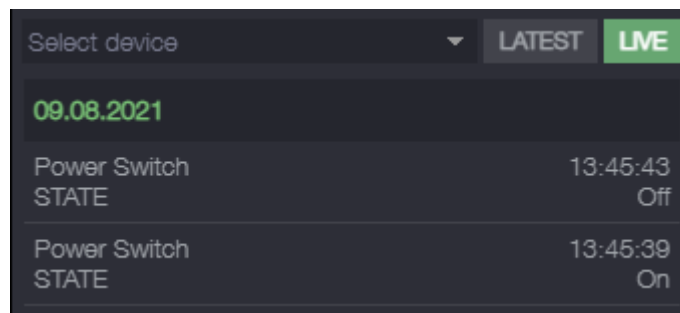 Select device LATEST LIVE
09.08.2021
Power Switch 13:45:43
STATE Off
Power Switch 13:45:39
STATE On